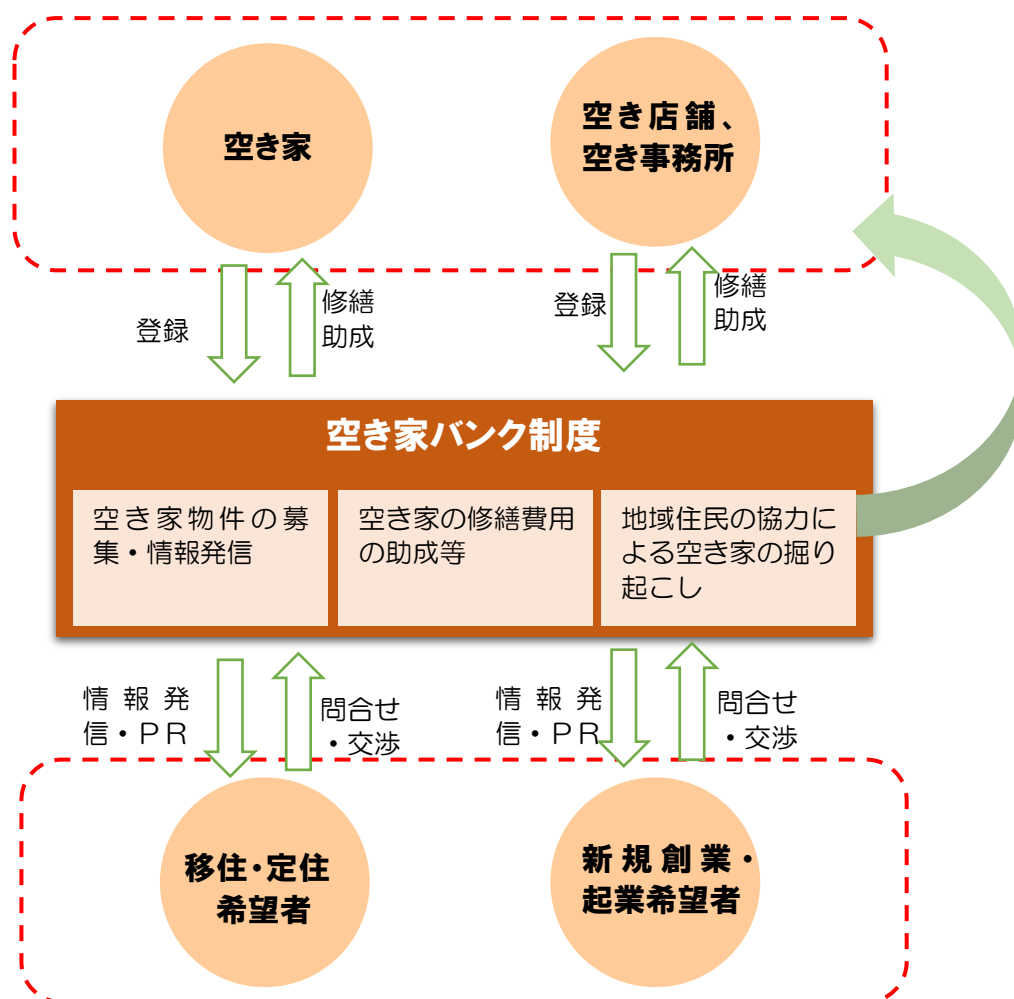 空き家
空き店舗、
空き事務所
登録
修繕
助成
登録
修繕
助成
空き家バンク制度
空き家物件の募
集・情報発信
空き家の修繕費用
の助成等
地域住民の協力に
よる空き家の掘り
起こし
情報発
信・ＰＲ
問合せ
・交渉
情報発
信・ＰＲ
問合せ
・交渉
移住・定住
希望者
新規創業・
起業希望者